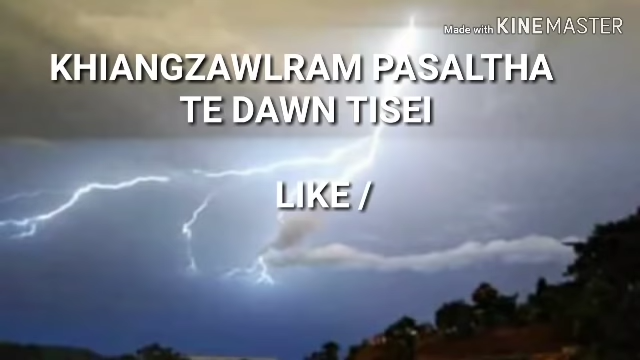 Made with KINEMASTER
KHIANGZAWLRAM PASALTHA
TE DAWN TISEI
LIKE /